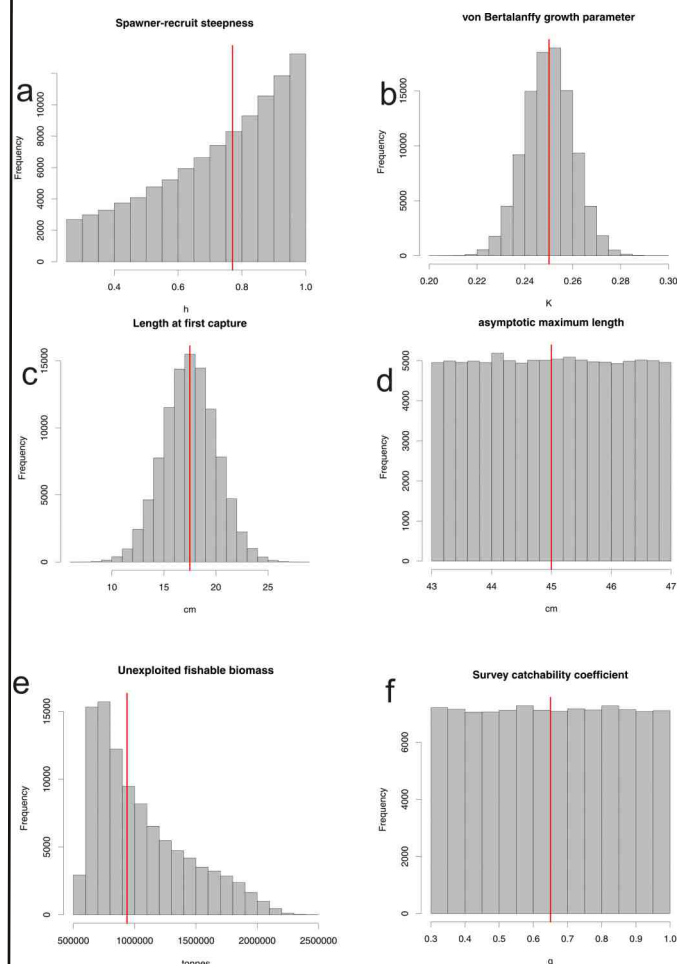 Spawner-recruit steepness
a
Frequency
0 2000 4000 6000 8000 10000
0.4 0.6 0.8 1.0
h
von Bertalanffy growth parameter
b
Frequency
0 5000 10000 15000
0.20 0.22 0.24 0.26 0.28 0.30
K
Length at first capture
c
Frequency
0 5000 10000 15000
10 15 20 25
cm
asymptotic maximum length
d
Frequency
0 1000 2000 3000 4000 5000
43 44 45 46 47
cm
Unexploited fishable biomass
e
Frequency
0 5000 10000 15000
500000 1000000 1500000 2000000 2500000
tonnes
Survey catchability coefficient
f
Frequency
0 2000 4000 6000
0.3 0.4 0.5 0.6 0.7 0.8 0.9 1.0